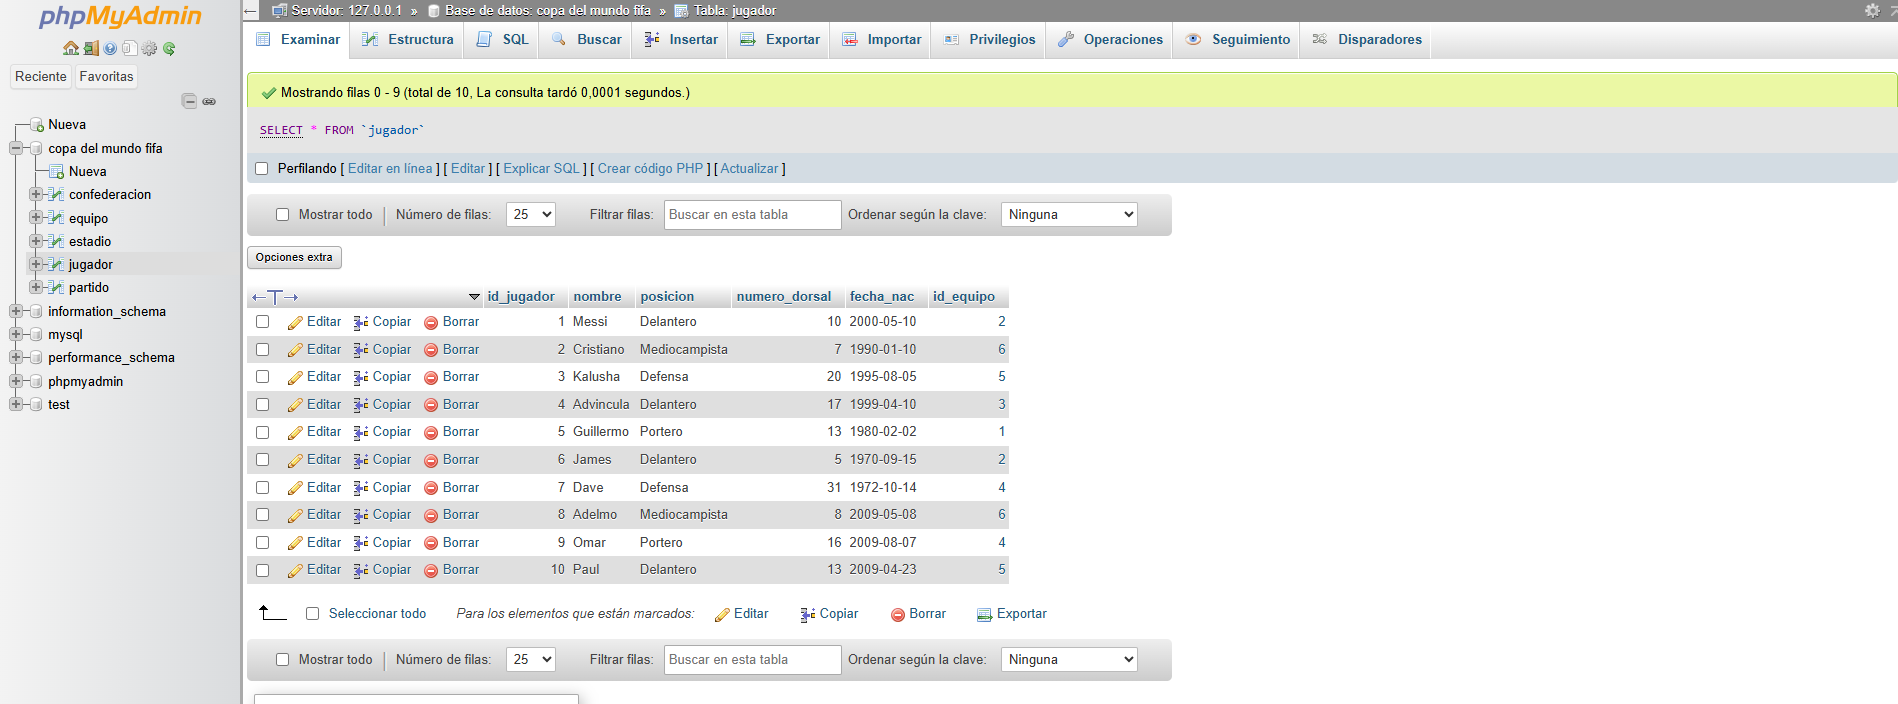 phpMyAdmin
Reciente Favoritas
Nueva
copa del mundo fifa
Nueva
confederacion
equipo
estadio
jugador
partido
information_schema
mysql
performance_schema
phpmyadmin
test
Servidor: 127.0.0.1 » Base de datos: copa del mundo fifa » Tabla: jugador
Examinar Estructura SQL Buscar Insertar Exportar Importar Privilegios Operaciones Seguimiento Disparadores
Mostrando filas 0 - 9 (total de 10, La consulta tardó 0,0001 segundos.)
SELECT * FROM `jugador`
Perfilando [ Editar en línea ] [ Editar ] [ Explicar SQL ] [ Crear código PHP ] [ Actualizar ]
Mostrar todo | Número de filas: 25 Filtrar filas: Buscar en esta tabla Ordenar según la clave: Ninguna
Opciones extra
←T→ id_jugador nombre posicion numero_dorsal fecha_nac id_equipo
Editar Copiar Borrar 1 Messi Delantero 10 2000-05-10 2
Editar Copiar Borrar 2 Cristiano Mediocampista 7 1990-01-10 6
Editar Copiar Borrar 3 Kalusha Defensa 20 1995-08-05 5
Editar Copiar Borrar 4 Advincula Delantero 17 1999-04-10 3
Editar Copiar Borrar 5 Guillermo Portero 13 1980-02-02 1
Editar Copiar Borrar 6 James Delantero 5 1970-09-15 2
Editar Copiar Borrar 7 Dave Defensa 31 1972-10-14 4
Editar Copiar Borrar 8 Adelmo Mediocampista 8 2009-05-08 6
Editar Copiar Borrar 9 Omar Portero 16 2009-08-07 4
Editar Copiar Borrar 10 Paul Delantero 13 2009-04-23 5
Seleccionar todo Para los elementos que están marcados: Editar Copiar Borrar Exportar
Mostrar todo | Número de filas: 25 Filtrar filas: Buscar en esta tabla Ordenar según la clave: Ninguna